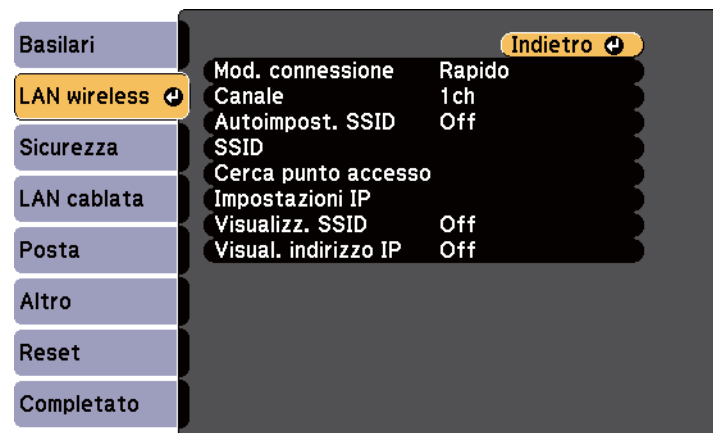 Basilari
LAN wireless
Sicurezza
LAN cablata
Posta
Altro
Reset
Completato
Indietro
Mod. connessione Rapido
Canale 1ch
Autoimpost. SSID Off
SSID
Cerca punto accesso
Impostazioni IP
Visualizz. SSID Off
Visual. indirizzo IP Off